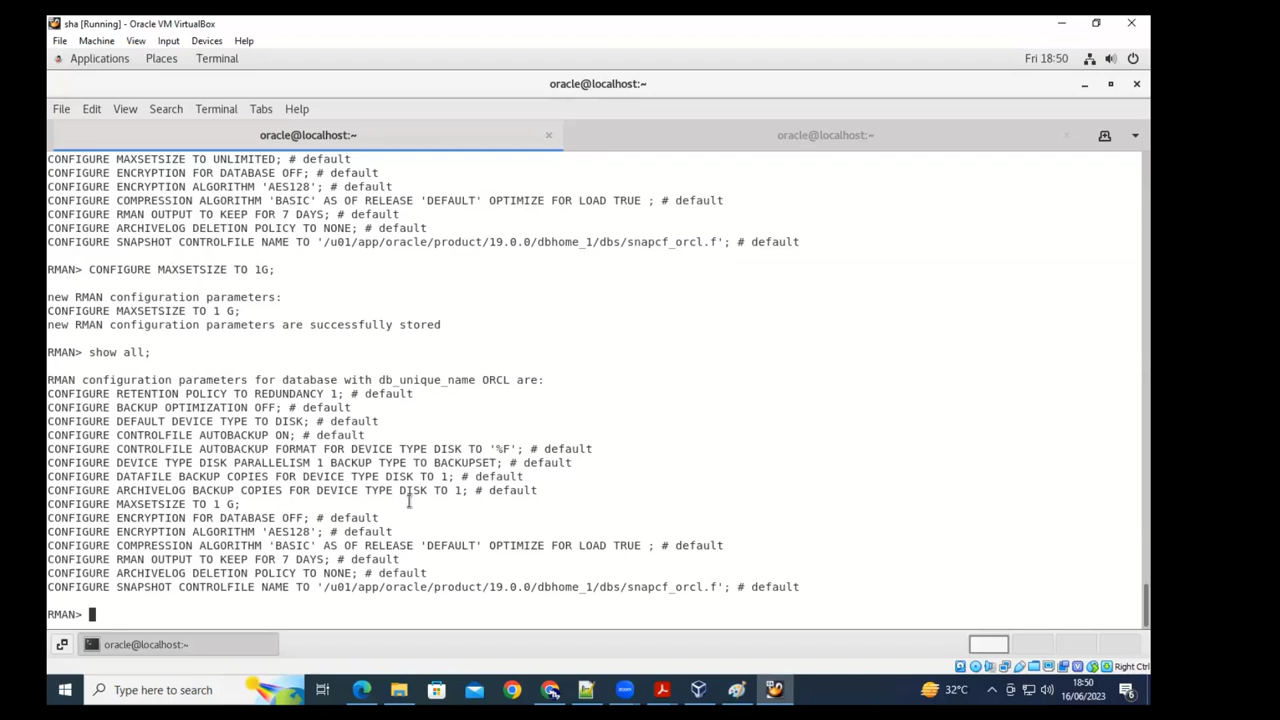 sha [Running] - Oracle VM VirtualBox
File Machine View Input Devices Help
Applications Places Terminal Fri 18:50
oracle@localhost:~
File Edit View Search Terminal Tabs Help
oracle@localhost:~ × oracle@localhost:~ ×
CONFIGURE MAXSETSIZE TO UNLIMITED; # default
CONFIGURE ENCRYPTION FOR DATABASE OFF; # default
CONFIGURE ENCRYPTION ALGORITHM 'AES128'; # default
CONFIGURE COMPRESSION ALGORITHM 'BASIC' AS OF RELEASE 'DEFAULT' OPTIMIZE FOR LOAD TRUE ; # default
CONFIGURE RMAN OUTPUT TO KEEP FOR 7 DAYS; # default
CONFIGURE ARCHIVELOG DELETION POLICY TO NONE; # default
CONFIGURE SNAPSHOT CONTROLFILE NAME TO '/u01/app/oracle/product/19.0.0/dbhome_1/dbs/snapcf_orcl.f'; # default
RMAN> CONFIGURE MAXSETSIZE TO 1G;
new RMAN configuration parameters:
CONFIGURE MAXSETSIZE TO 1 G;
new RMAN configuration parameters are successfully stored
RMAN> show all;
RMAN configuration parameters for database with db_unique_name ORCL are:
CONFIGURE RETENTION POLICY TO REDUNDANCY 1; # default
CONFIGURE BACKUP OPTIMIZATION OFF; # default
CONFIGURE DEFAULT DEVICE TYPE TO DISK; # default
CONFIGURE CONTROLFILE AUTOBACKUP ON; # default
CONFIGURE CONTROLFILE AUTOBACKUP FORMAT FOR DEVICE TYPE DISK TO '%F'; # default
CONFIGURE DEVICE TYPE DISK PARALLELISM 1 BACKUP TYPE TO BACKUPSET; # default
CONFIGURE DATAFILE BACKUP COPIES FOR DEVICE TYPE DISK TO 1; # default
CONFIGURE ARCHIVELOG BACKUP COPIES FOR DEVICE TYPE DISK TO 1; # default
CONFIGURE MAXSETSIZE TO 1 G;
CONFIGURE ENCRYPTION FOR DATABASE OFF; # default
CONFIGURE ENCRYPTION ALGORITHM 'AES128'; # default
CONFIGURE COMPRESSION ALGORITHM 'BASIC' AS OF RELEASE 'DEFAULT' OPTIMIZE FOR LOAD TRUE ; # default
CONFIGURE RMAN OUTPUT TO KEEP FOR 7 DAYS; # default
CONFIGURE ARCHIVELOG DELETION POLICY TO NONE; # default
CONFIGURE SNAPSHOT CONTROLFILE NAME TO '/u01/app/oracle/product/19.0.0/dbhome_1/dbs/snapcf_orcl.f'; # default
RMAN>
oracle@localhost:~
Right Ctrl
Type here to search 32°C 18:50
16/06/2023 6